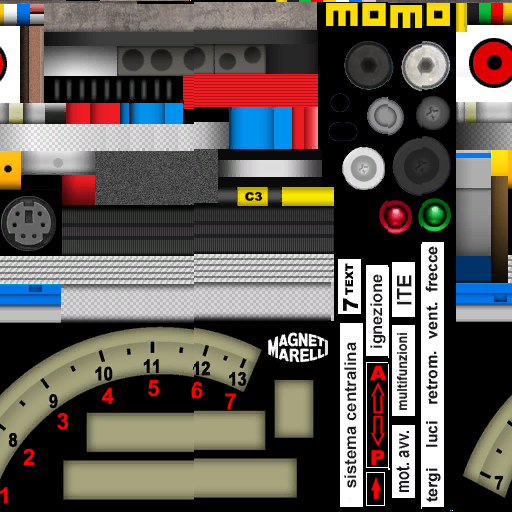 momo
C3
7 TEXT
ignezione
ITE
frecce
vent.
retrom.
luci
tergi
sistema centralina
multifunzioni
mot. avv.
A
P
MAGNETI
MARELLI
7
8
9
10
11
12
13
1
2
3
4
5
6
7